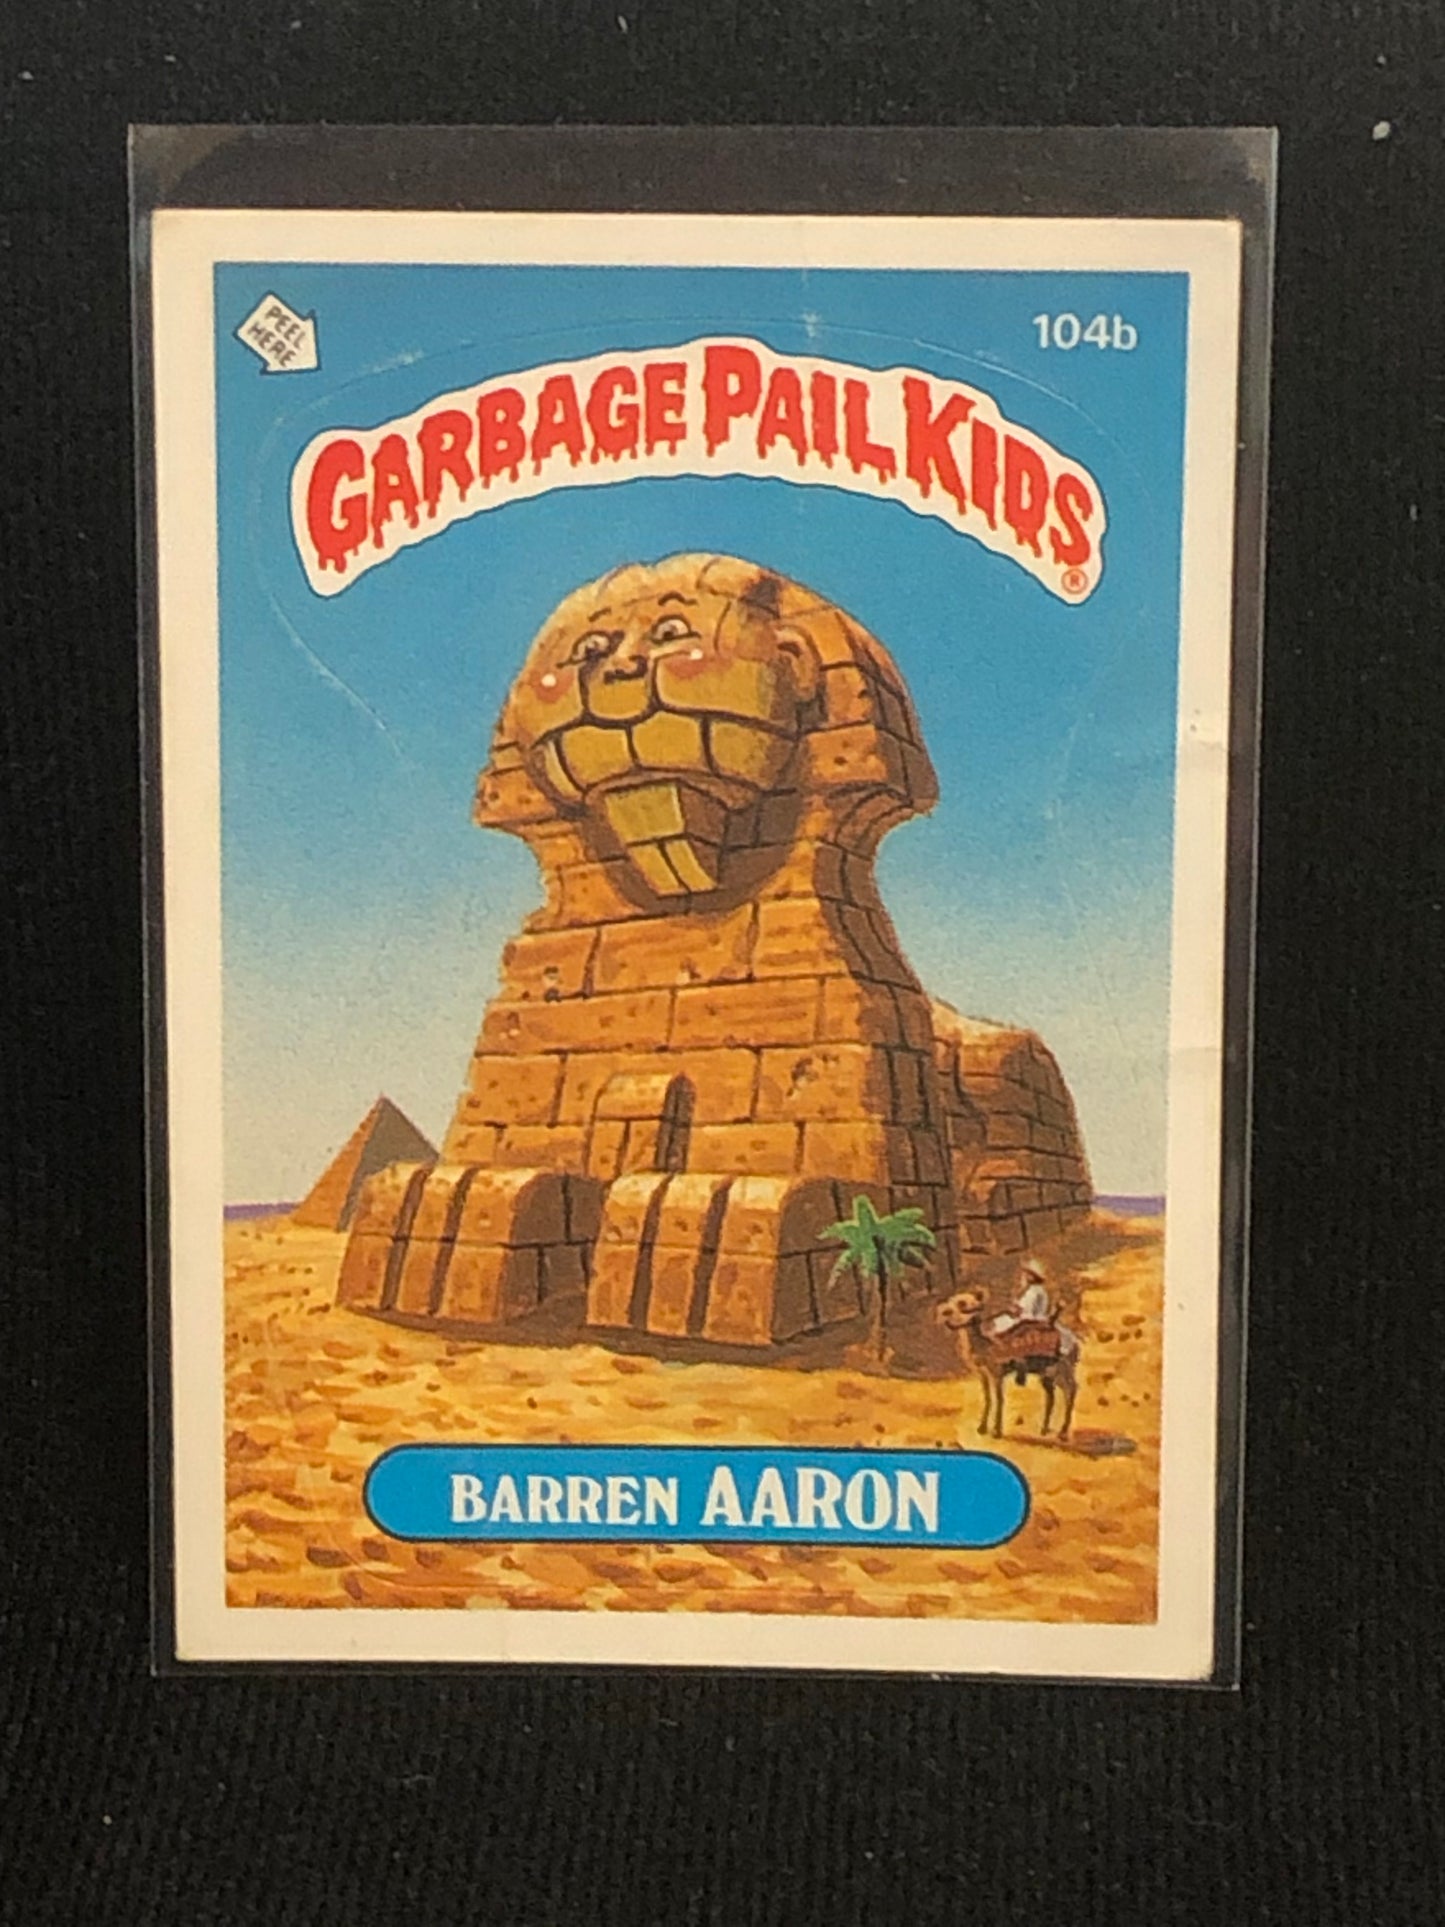 PEEL
HERE
104b
GARBAGE PAIL KIDS®
BARREN AARON